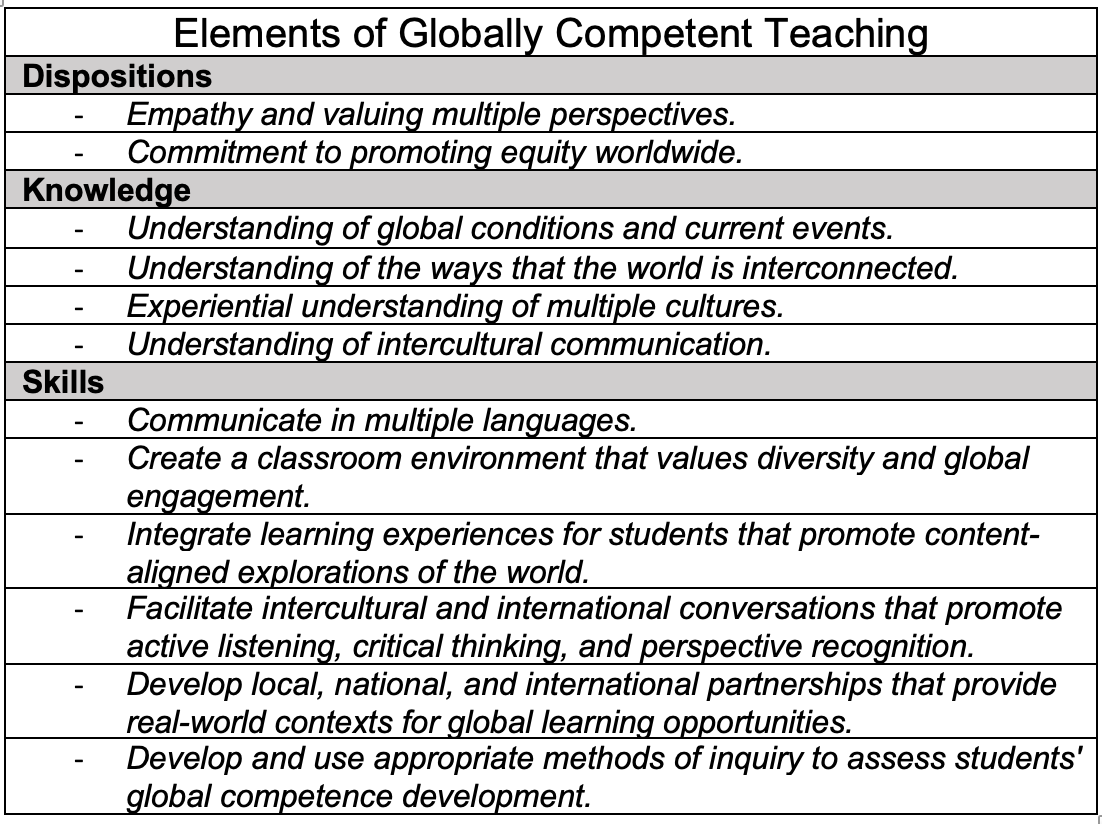 Elements of Globally Competent Teaching
Dispositions
- Empathy and valuing multiple perspectives.
- Commitment to promoting equity worldwide.
Knowledge
- Understanding of global conditions and current events.
- Understanding of the ways that the world is interconnected.
- Experiential understanding of multiple cultures.
- Understanding of intercultural communication.
Skills
- Communicate in multiple languages.
- Create a classroom environment that values diversity and global
engagement.
- Integrate learning experiences for students that promote content-
aligned explorations of the world.
- Facilitate intercultural and international conversations that promote
active listening, critical thinking, and perspective recognition.
- Develop local, national, and international partnerships that provide
real-world contexts for global learning opportunities.
- Develop and use appropriate methods of inquiry to assess students'
global competence development.